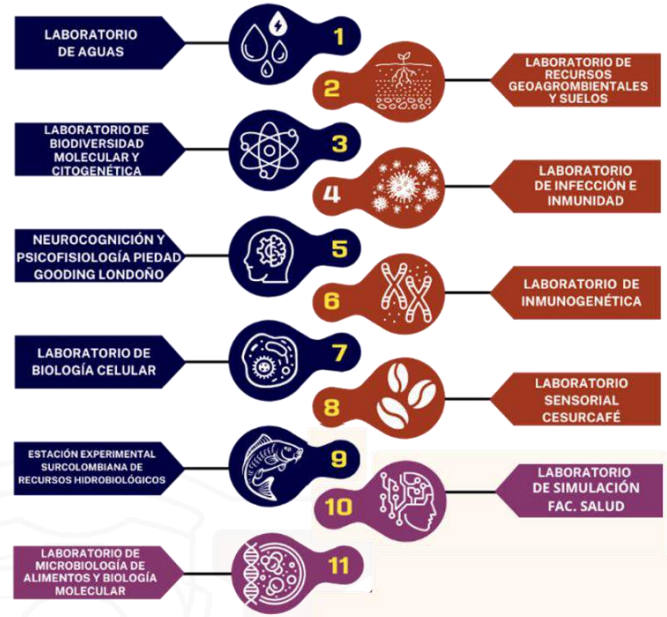 LABORATORIO
DE AGUAS
1
2
LABORATORIO DE
RECURSOS
GEOAGROMBIENTALES
Y SUELOS
LABORATORIO DE
BIODIVERSIDAD
MOLECULAR Y
CITOGENÉTICA
3
4
LABORATORIO
DE INFECCIÓN E
INMUNIDAD
NEUROCOGNICIÓN Y
PSICOFISIOLOGÍA PIEDAD
GOODING LONDOÑO
5
6
LABORATORIO DE
INMUNOGENÉTICA
LABORATORIO DE
BIOLOGÍA CELULAR
7
8
LABORATORIO
SENSORIAL
CESURCAFÉ
ESTACIÓN EXPERIMENTAL
SURCOLOMBIANA DE
RECURSOS HIDROBIOLÓGICOS
9
10
LABORATORIO
DE SIMULACIÓN
FAC. SALUD
LABORATORIO DE
MICROBIOLOGÍA DE
ALIMENTOS Y BIOLOGÍA
MOLECULAR
11